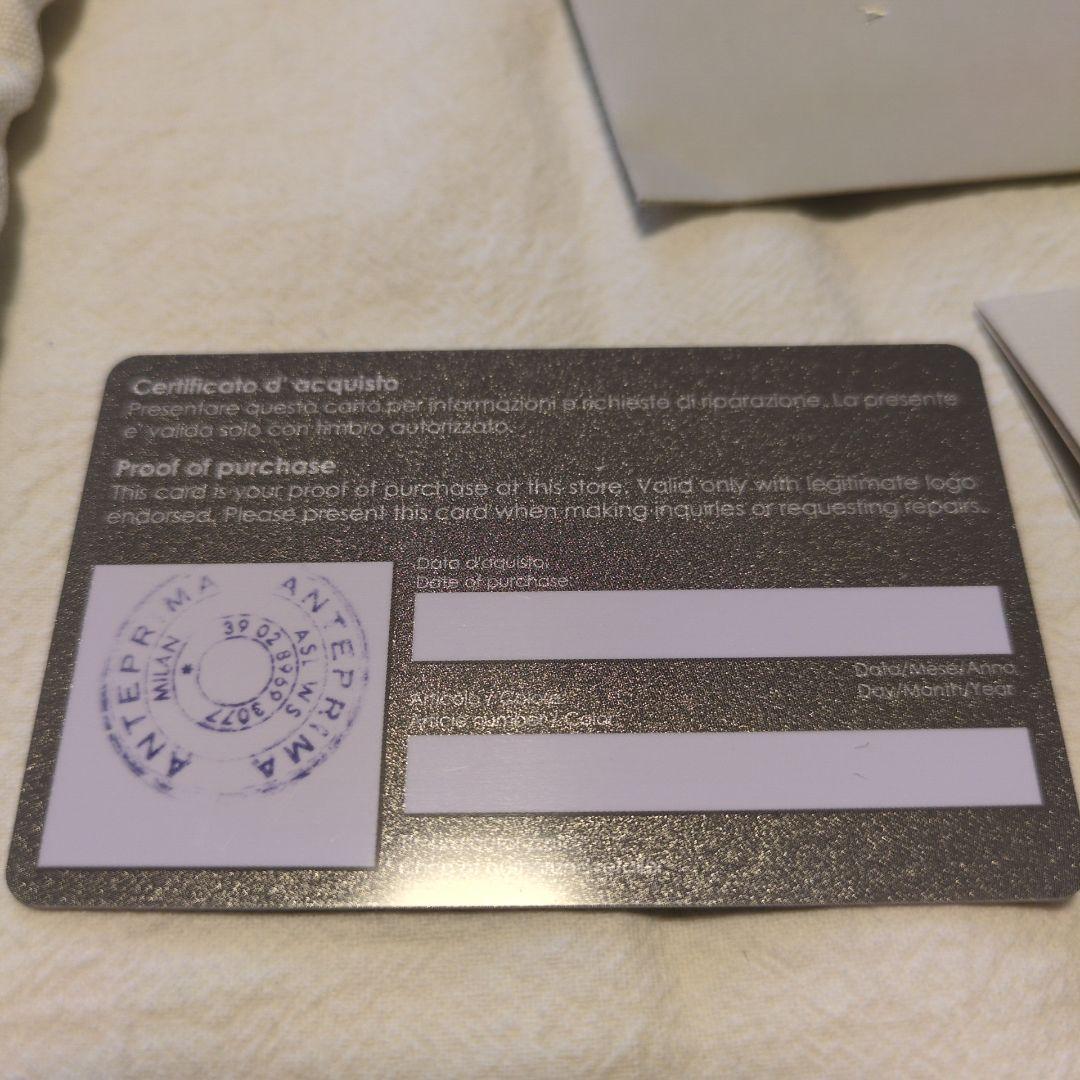 Certificato d' acquisto
Presentare questa carta per informazioni e richieste di riparazione. La presente
e' valida solo con timbro autorizzato.
Proof of purchase
This card is your proof of purchase at this store. Valid only with legitimate logo
endorsed. Please present this card when making inquiries or requesting repairs.
Data d'aquisto:
Date of purchase:
Data/Mese/Anno
Day/Month/Year
Articolo / Colore
Article number / Color
ANTEPRIMA ANTEPRIMA
MILAN * 39 02 8969 3077
ASL WS